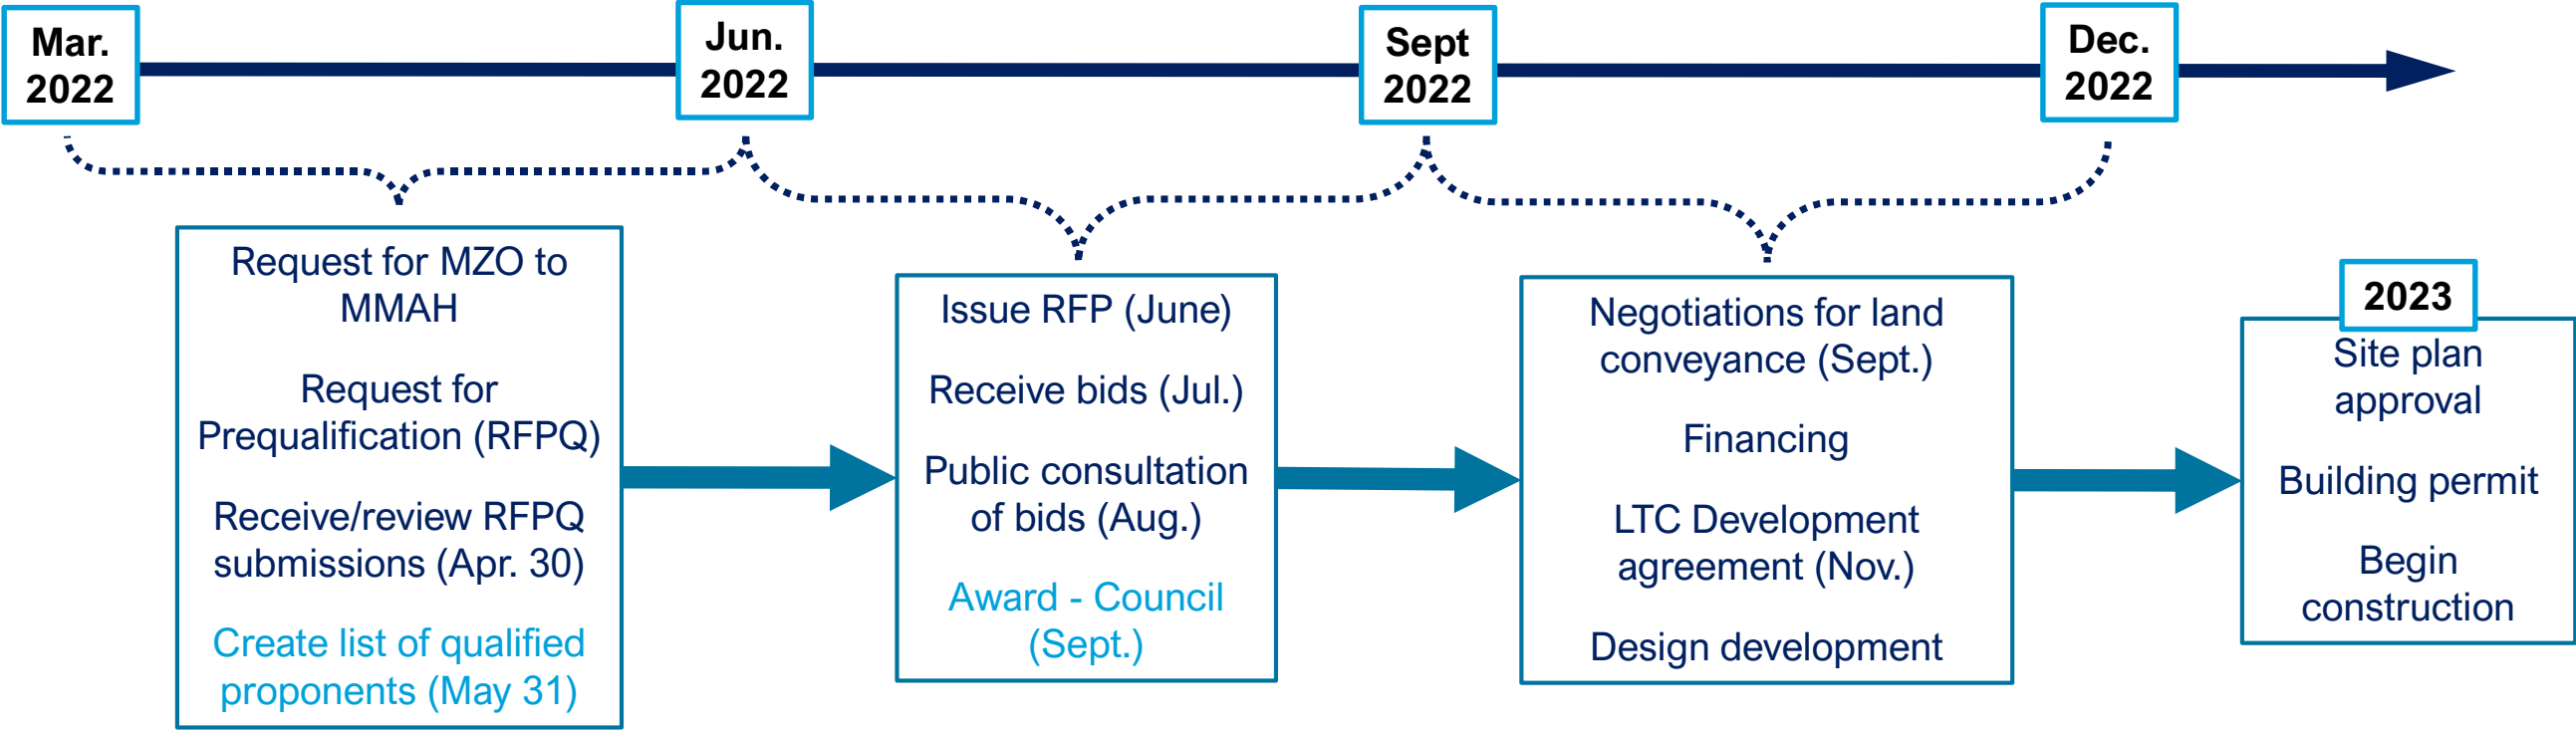 Mar.
2022
Jun.
2022
Sept
2022
Dec.
2022
Request for MZO to
MMAH
Request for
Prequalification (RFPQ)
Receive/review RFPQ
submissions (Apr. 30)
Create list of qualified
proponents (May 31)
Issue RFP (June)
Receive bids (Jul.)
Public consultation
of bids (Aug.)
Award - Council
(Sept.)
Negotiations for land
conveyance (Sept.)
Financing
LTC Development
agreement (Nov.)
Design development
2023
Site plan
approval
Building permit
Begin
construction